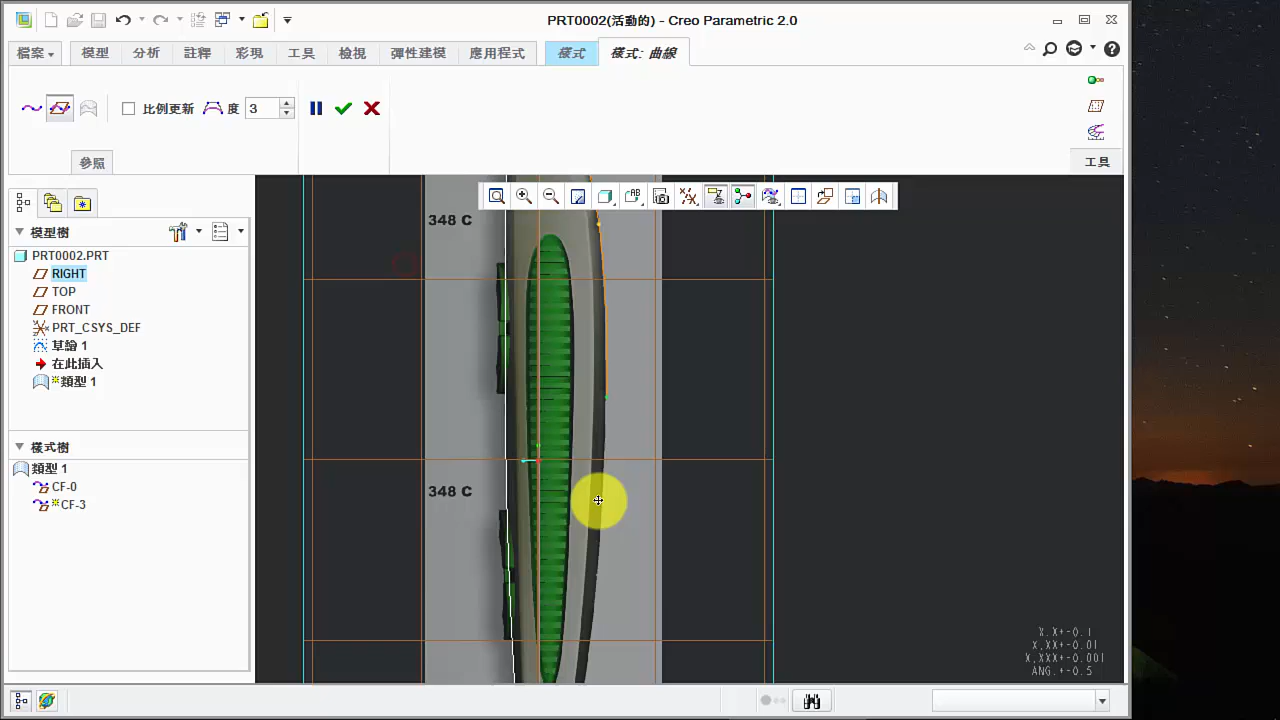 PRT0002(活動的) - Creo Parametric 2.0
檔案 模型 分析 註釋 彩現 工具 檢視 彈性建模 應用程式 樣式 樣式: 曲線
比例更新 度 3
參照 工具
模型樹
PRT0002.PRT
RIGHT
TOP
FRONT
PRT_CSYS_DEF
草繪 1
在此插入
類型 1
樣式樹
類型 1
CF-0
CF-3
348 C
348 C
X.X+-0.1
X.XX+-0.01
X.XXX+-0.001
ANG.+-0.5